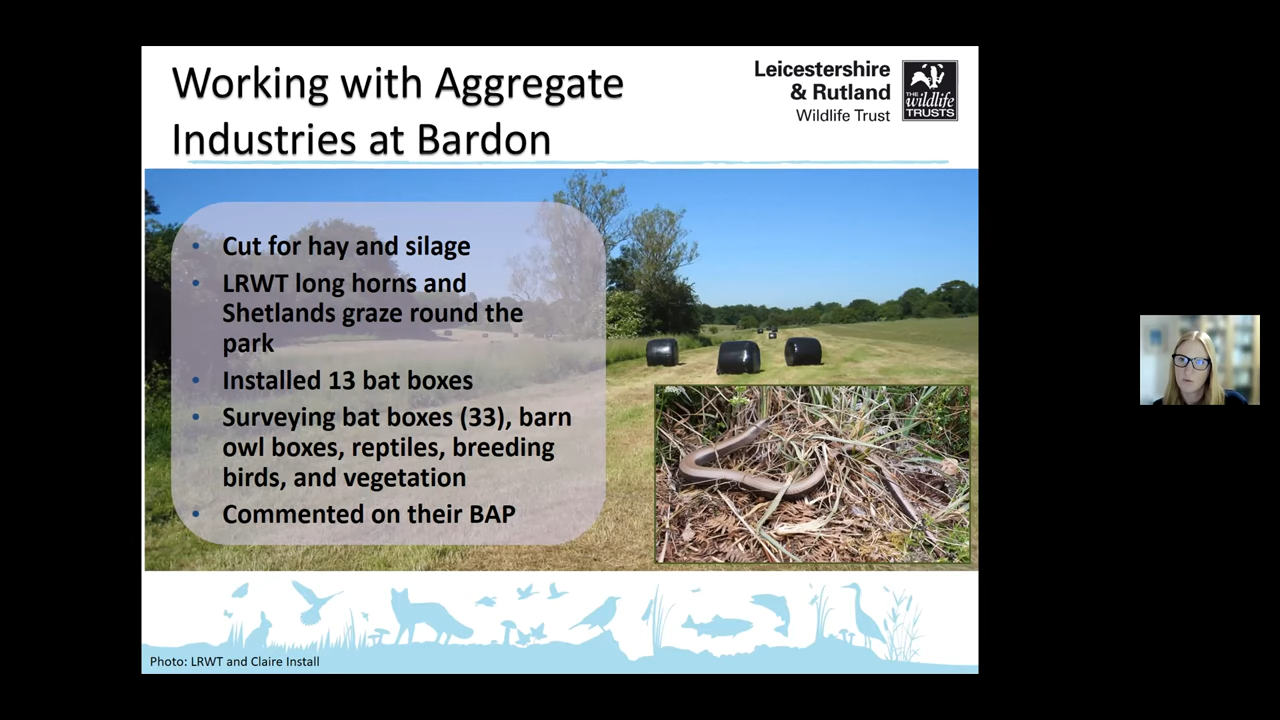 Working with Aggregate
Industries at Bardon
Leicestershire
& Rutland
Wildlife Trust
THE
wildlife
TRUSTS
• Cut for hay and silage
• LRWT long horns and
Shetlands graze round the
park
• Installed 13 bat boxes
• Surveying bat boxes (33), barn
owl boxes, reptiles, breeding
birds, and vegetation
• Commented on their BAP
Photo: LRWT and Claire Install